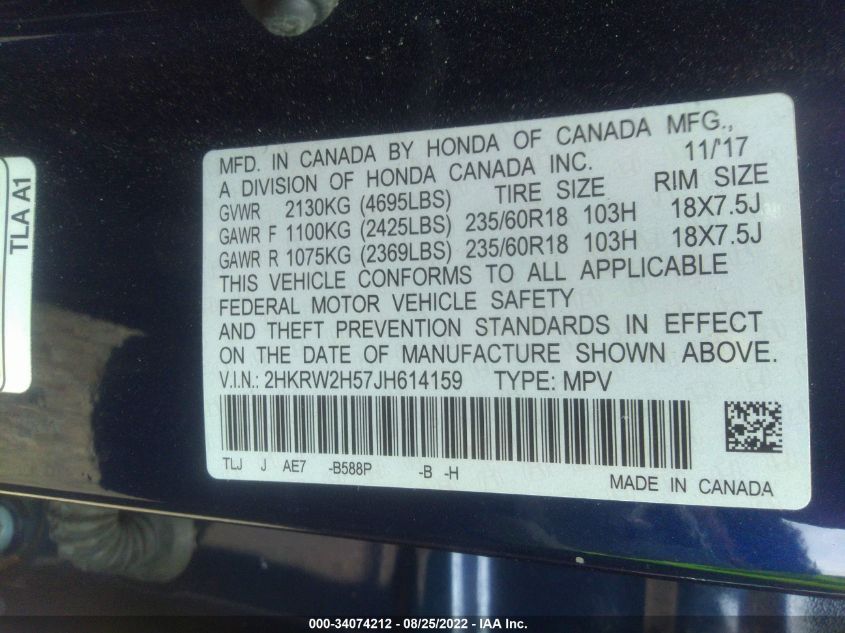 TLA A1
MFD. IN CANADA BY HONDA OF CANADA MFG.,
A DIVISION OF HONDA CANADA INC. 11/'17
GVWR 2130KG (4695LBS) TIRE SIZE RIM SIZE
GAWR F 1100KG (2425LBS) 235/60R18 103H 18X7.5J
GAWR R 1075KG (2369LBS) 235/60R18 103H 18X7.5J
THIS VEHICLE CONFORMS TO ALL APPLICABLE
FEDERAL MOTOR VEHICLE SAFETY
AND THEFT PREVENTION STANDARDS IN EFFECT
ON THE DATE OF MANUFACTURE SHOWN ABOVE.
V.I.N.: 2HKRW2H57JH614159 TYPE: MPV
TLJ J AE7 -B588P -B -H
MADE IN CANADA
000-34074212 - 08/25/2022 - IAA Inc.